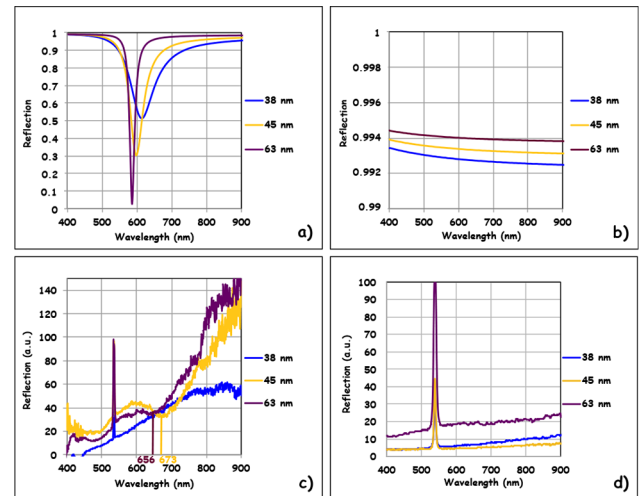 1
0.9
0.8
0.7
0.6
0.5
0.4
0.3
0.2
0.1
0
Reflection
400 500 600 700 800 900
Wavelength (nm)
38 nm
45 nm
63 nm
a)
1
0.998
0.996
0.994
0.992
0.99
Reflection
400 500 600 700 800 900
Wavelength (nm)
38 nm
45 nm
63 nm
b)
140
120
100
80
60
40
20
0
Reflection (a.u.)
656 673
400 500 600 700 800 900
Wavelength (nm)
38 nm
45 nm
63 nm
c)
100
90
80
70
60
50
40
30
20
10
0
Reflection (a.u.)
400 500 600 700 800 900
Wavelength (nm)
38 nm
45 nm
63 nm
d)